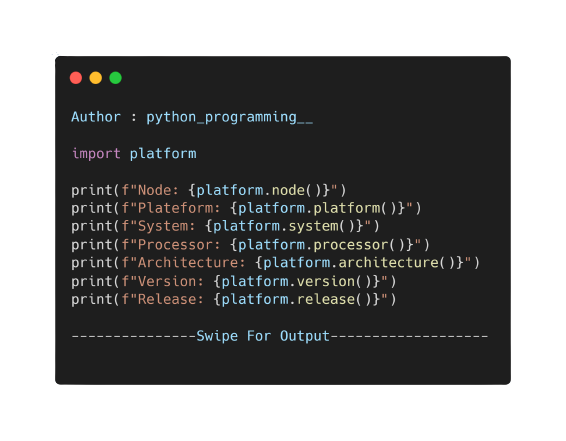 Author : python_programming__
import platform
print(f"Node: {platform.node()}")
print(f"Plateform: {platform.platform()}")
print(f"System: {platform.system()}")
print(f"Processor: {platform.processor()}")
print(f"Architecture: {platform.architecture()}")
print(f"Version: {platform.version()}")
print(f"Release: {platform.release()}")
---------------Swipe For Output-------------------